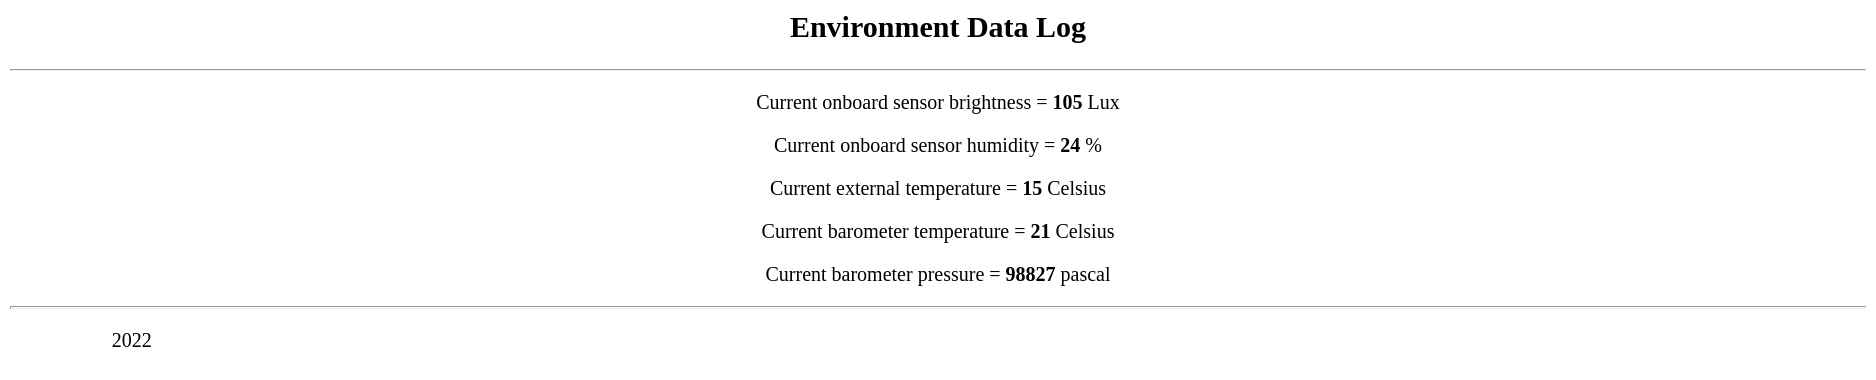 Environment Data Log
Current onboard sensor brightness = 105 Lux
Current onboard sensor humidity = 24 %
Current external temperature = 15 Celsius
Current barometer temperature = 21 Celsius
Current barometer pressure = 98827 pascal
2022